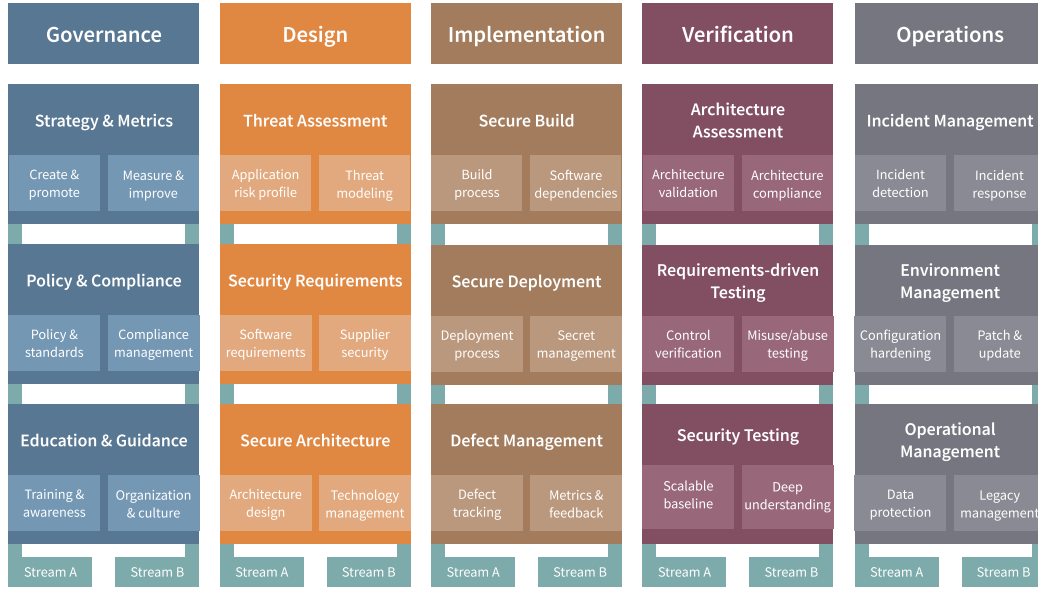 Governance
Design
Implementation
Verification
Operations
Strategy & Metrics
Create &
promote
Measure &
improve
Threat Assessment
Application
risk profile
Threat
modeling
Secure Build
Build
process
Software
dependencies
Architecture
Assessment
Architecture
validation
Architecture
compliance
Incident Management
Incident
detection
Incident
response
Policy & Compliance
Policy &
standards
Compliance
management
Security Requirements
Software
requirements
Supplier
security
Secure Deployment
Deployment
process
Secret
management
Requirements-driven
Testing
Control
verification
Misuse/abuse
testing
Environment
Management
Configuration
hardening
Patch &
update
Education & Guidance
Training &
awareness
Organization
& culture
Secure Architecture
Architecture
design
Technology
management
Defect Management
Defect
tracking
Metrics &
feedback
Security Testing
Scalable
baseline
Deep
understanding
Operational
Management
Data
protection
Legacy
management
Stream A
Stream B
Stream A
Stream B
Stream A
Stream B
Stream A
Stream B
Stream A
Stream B